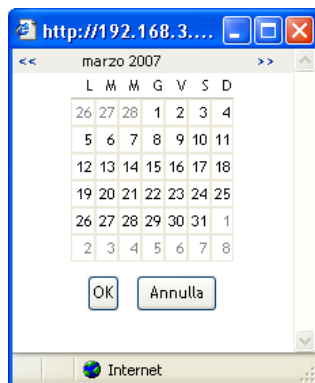 http://192.168.3....
<< marzo 2007 >>
L M M G V S D
26 27 28 1 2 3 4
5 6 7 8 9 10 11
12 13 14 15 16 17 18
19 20 21 22 23 24 25
26 27 28 29 30 31 1
2 3 4 5 6 7 8
OK Annulla
Internet